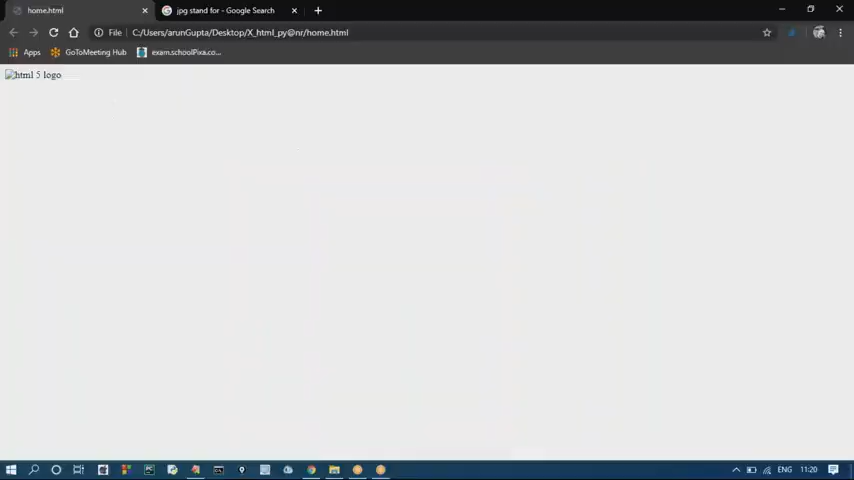 home.html
jpg stand for - Google Search
File
C:/Users/arunGupta/Desktop/X_html_py@nr/home.html
Apps
GoToMeeting Hub
exam.schoolPixa.co...
html 5 logo
ENG
11:20